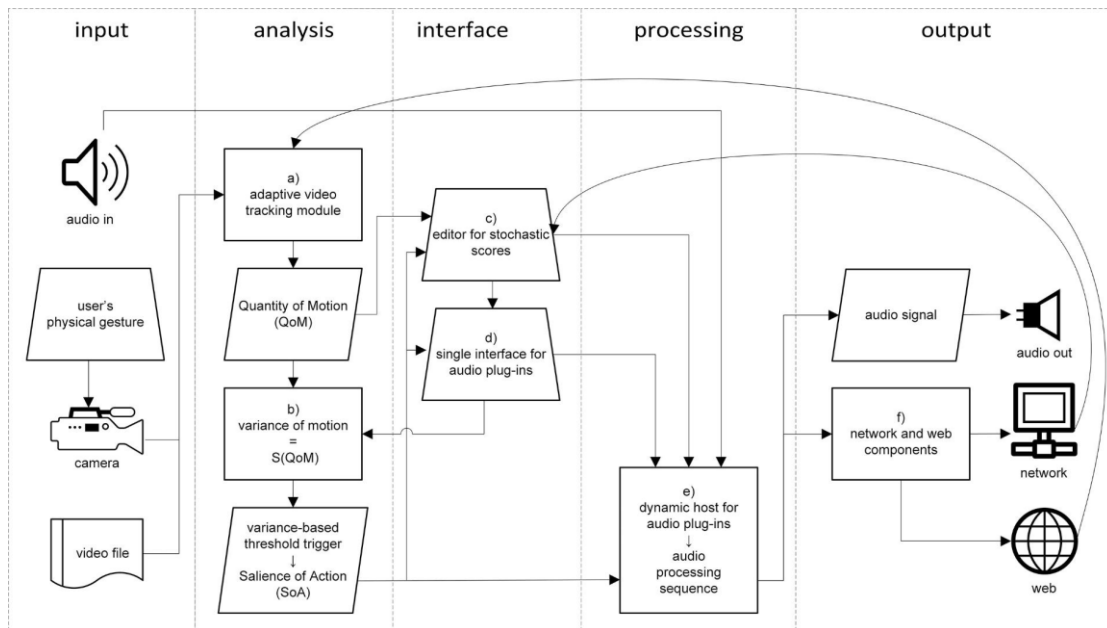 input
analysis
interface
processing
output
audio in
user's
physical gesture
camera
video file
a)
adaptive video
tracking module
Quantity of Motion
(QoM)
b)
variance of motion
=
S(QoM)
variance-based
threshold trigger
↓
Salience of Action
(SoA)
c)
editor for stochastic
scores
d)
single interface for
audio plug-ins
e)
dynamic host for
audio plug-ins
↓
audio
processing
sequence
audio signal
audio out
f)
network and web
components
network
web